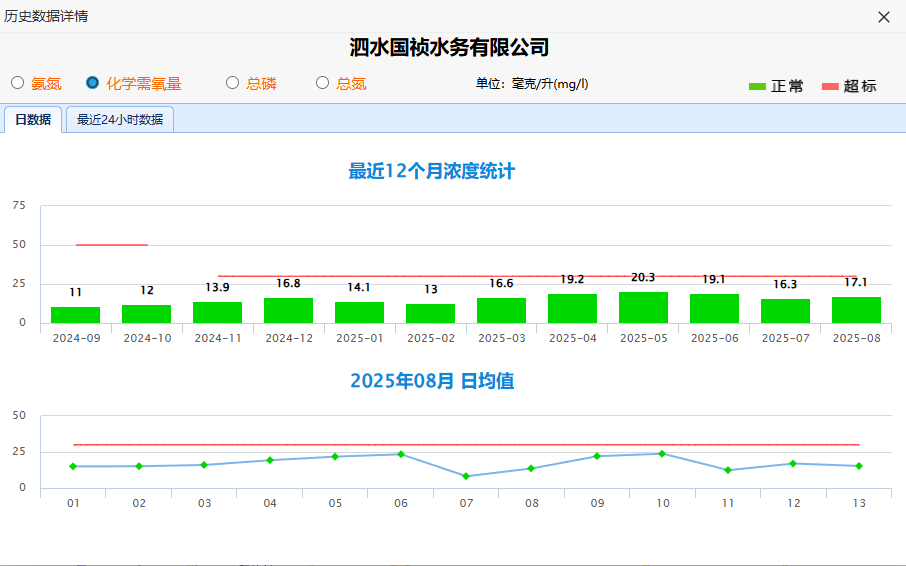 历史数据详情
泗水国祯水务有限公司
氨氮 化学需氧量 总磷 总氮 单位：毫克/升(mg/l) 正常 超标
日数据 最近24小时数据
最近12个月浓度统计
75
50
25
0
11 12 13.9 16.8 14.1 13 16.6 19.2 20.3 19.1 16.3 17.1
2024-09 2024-10 2024-11 2024-12 2025-01 2025-02 2025-03 2025-04 2025-05 2025-06 2025-07 2025-08
2025年08月 日均值
50
25
0
01 02 03 04 05 06 07 08 09 10 11 12 13